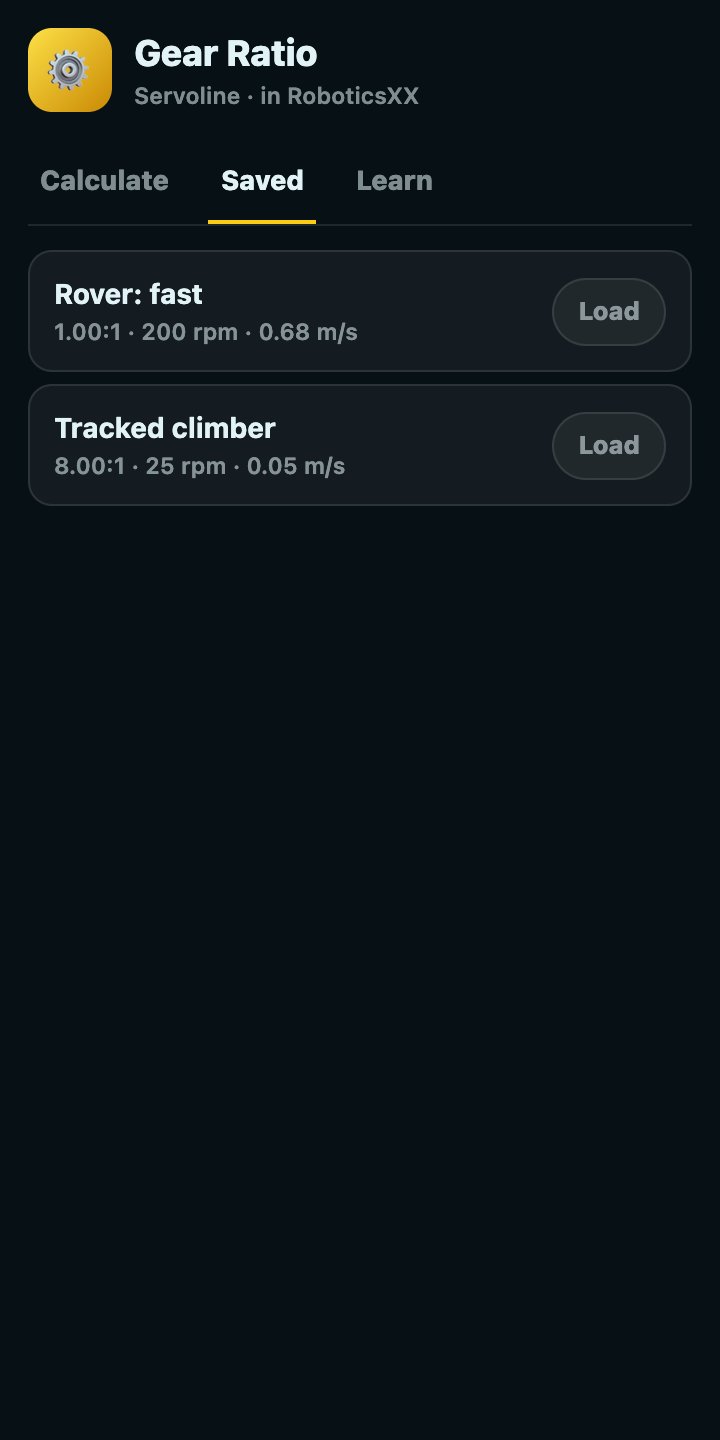 Gear Ratio
Servoline · in RoboticsXX
Calculate Saved Learn
Rover: fast
1.00:1 · 200 rpm · 0.68 m/s
Load
Tracked climber
8.00:1 · 25 rpm · 0.05 m/s
Load